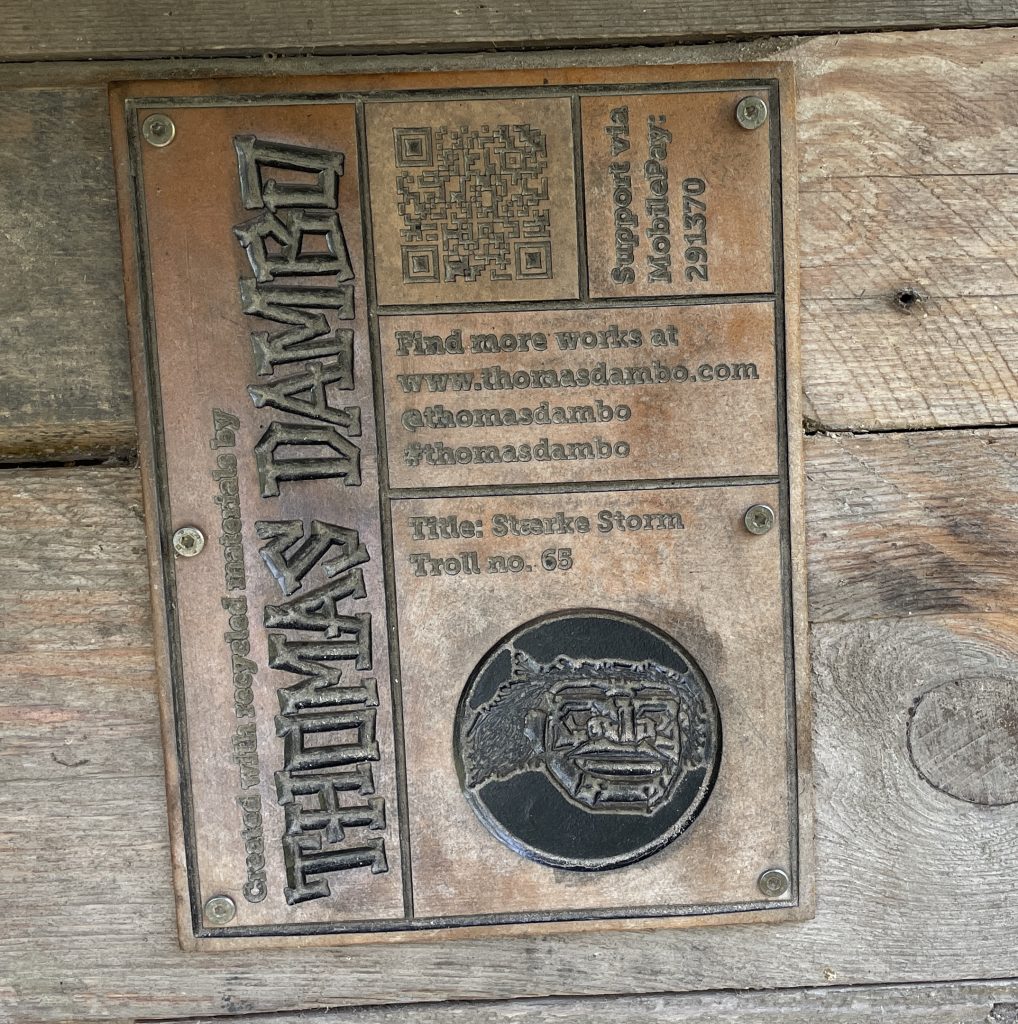 Created with recycled materials by
THOMAS DAMBO
Support via
MobilePay:
291370
Find more works at
www.thomasdambo.com
@thomasdambo
#thomasdambo
Title: Stærke Storm
Troll no. 65